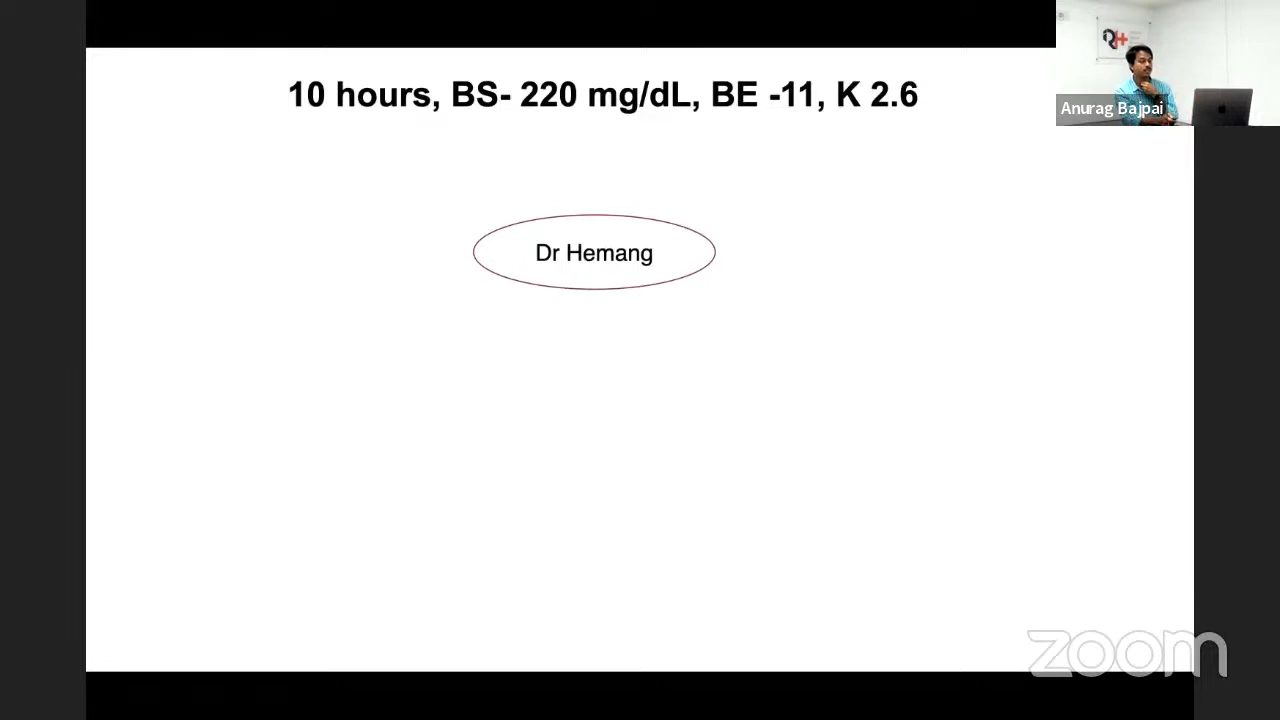 10 hours, BS- 220 mg/dL, BE -11, K 2.6
Anurag Bajpai
Dr Hemang
zoom